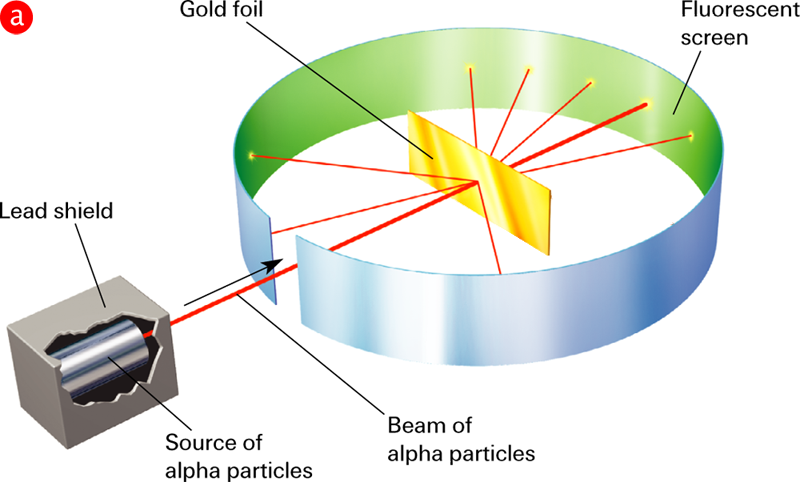 a
Gold foil
Fluorescent
screen
Lead shield
Source of
alpha particles
Beam of
alpha particles